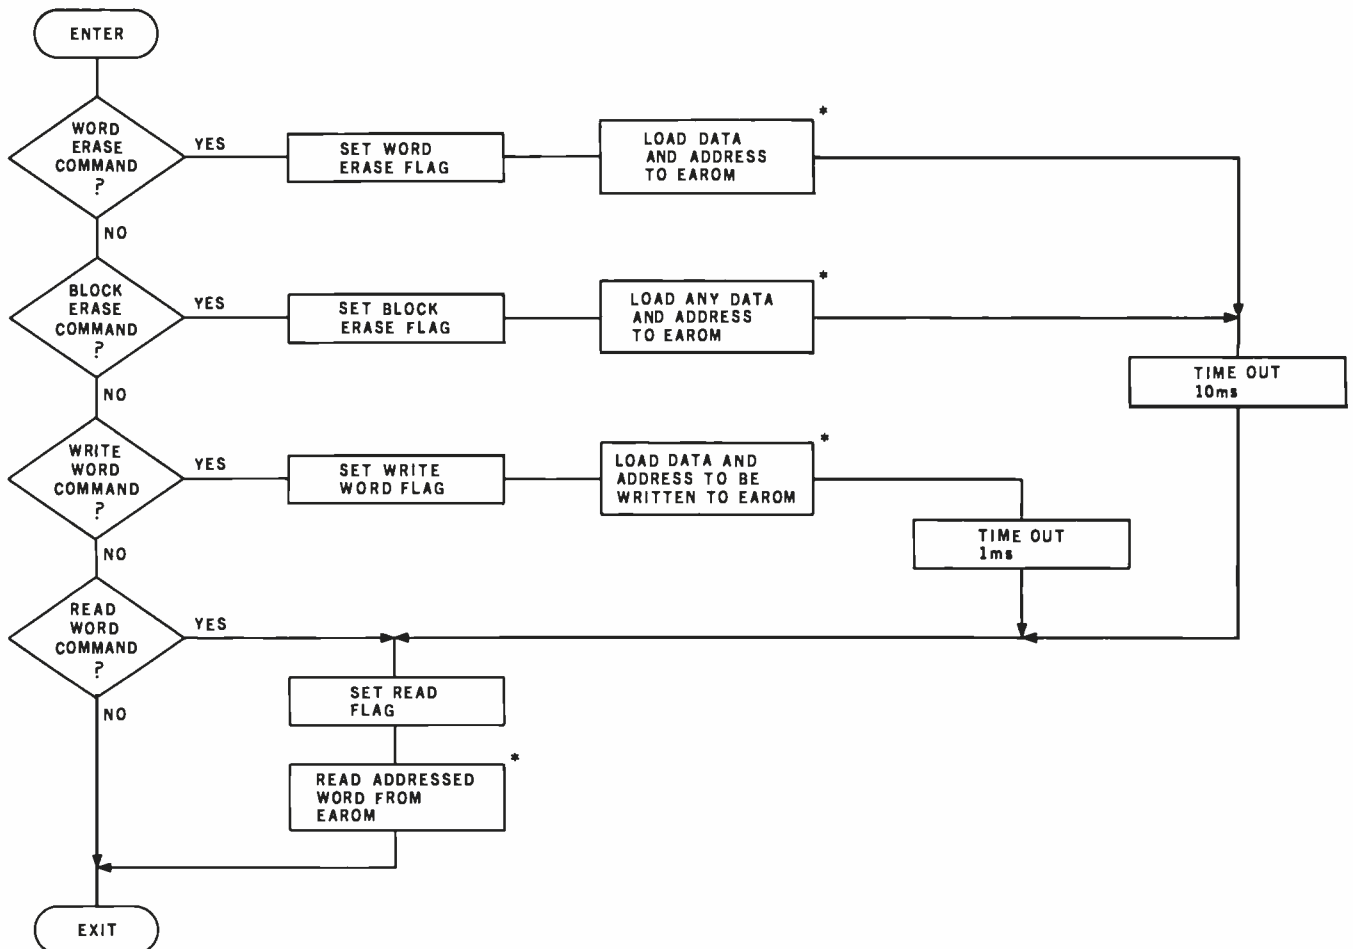 ENTER
WORD
ERASE
COMMAND
?
YES
SET WORD
ERASE FLAG
*
LOAD DATA
AND ADDRESS
TO EAROM
NO
BLOCK
ERASE
COMMAND
?
YES
SET BLOCK
ERASE FLAG
*
LOAD ANY DATA
AND ADDRESS
TO EAROM
TIME OUT
10ms
NO
WRITE
WORD
COMMAND
?
YES
SET WRITE
WORD FLAG
*
LOAD DATA AND
ADDRESS TO BE
WRITTEN TO EAROM
TIME OUT
1ms
NO
READ
WORD
COMMAND
?
YES
SET READ
FLAG
NO
*
READ ADDRESSED
WORD FROM
EAROM
EXIT